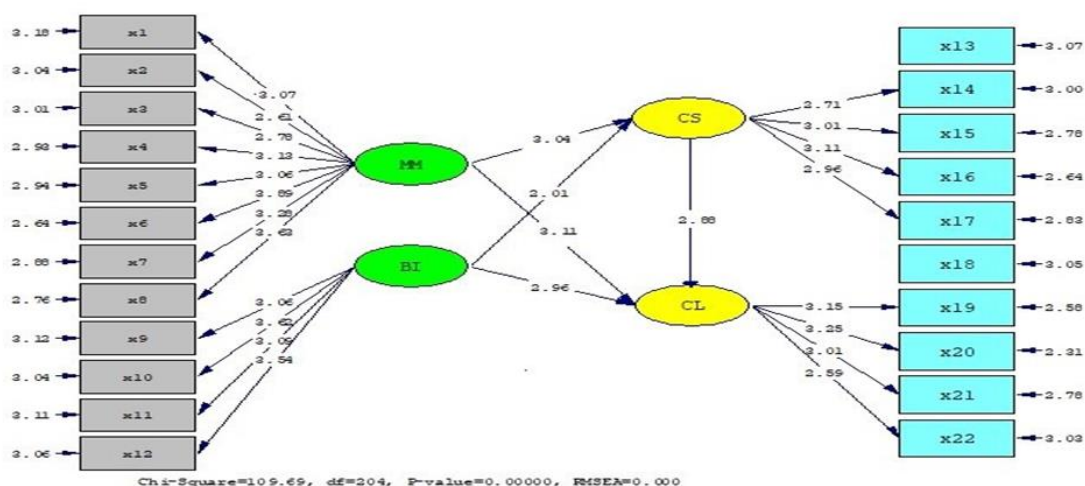 3.18 x1
3.04 x2
3.01 x3
2.93 x4
2.94 x5
2.64 x6
2.88 x7
2.76 x8
3.12 x9
3.04 x10
3.11 x11
3.06 x12
3.07
2.61
2.78
3.13
3.06
3.89
3.28
3.63
MM
BI
3.06
3.62
3.05
3.54
3.04
2.01
3.11
2.96
CS
2.88
CL
2.71
3.01
3.11
2.96
3.15
3.25
3.01
2.59
x13 3.07
x14 3.00
x15 2.78
x16 2.64
x17 2.83
x18 3.05
x19 2.58
x20 2.31
x21 2.78
x22 3.03
Chi-Square=109.69, df=204, P-value=0.00000, RMSEA=0.000